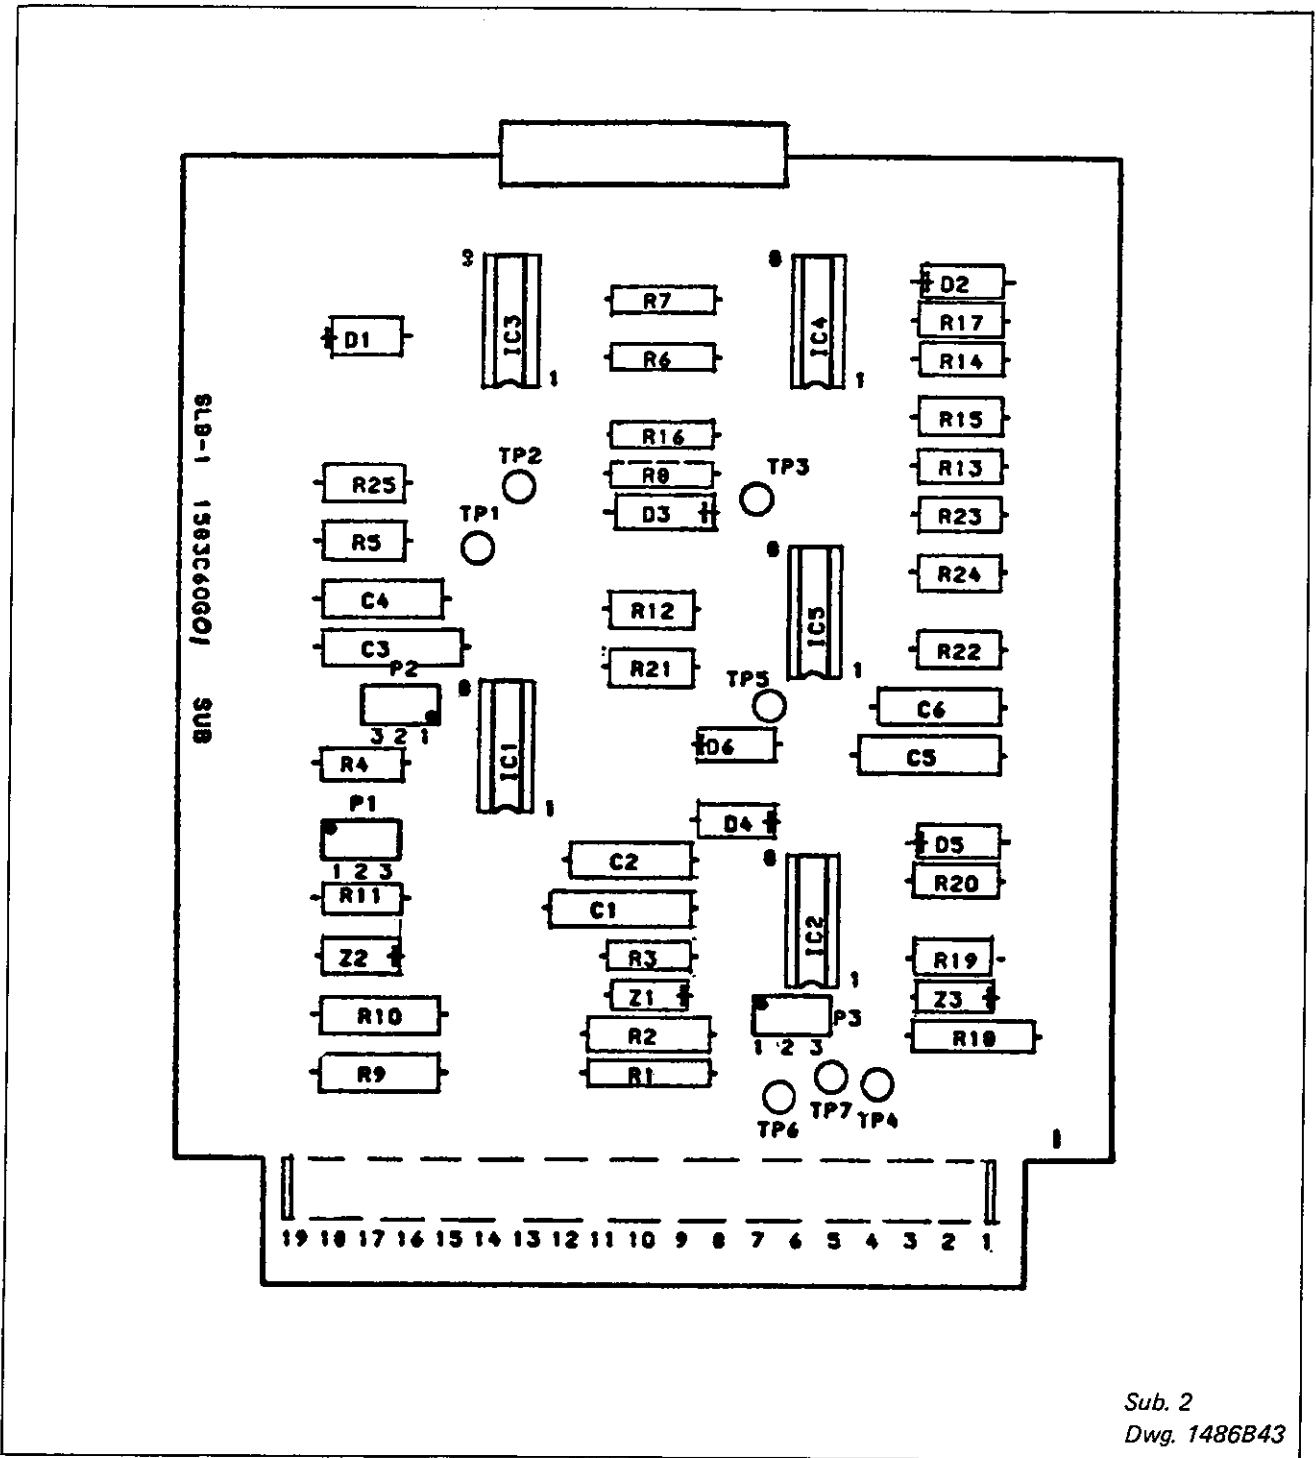 SLB-1 1583C60G01 SUB
8
8
D2
IC3
R7
IC4
R17
D1
R6
R14
1
1
R15
R16
TP2
TP3
R13
R25
R8
TP1
D3
R23
R5
8
R24
C4
R12
IC5
C3
R21
R22
P2
8
TP5
1
C6
3 2 1
IC1
D6
C5
R4
P1
1
D4
D5
C2
8
1 2 3
R20
R11
C1
IC2
Z2
R3
R19
1
Z1
Z3
R10
P3
R2
R18
1 2 3
R9
R1
TP6
TP7
TP4
1
19 18 17 16 15 14 13 12 11 10 9 8 7 6 5 4 3 2 1
Sub. 2
Dwg. 1486B43